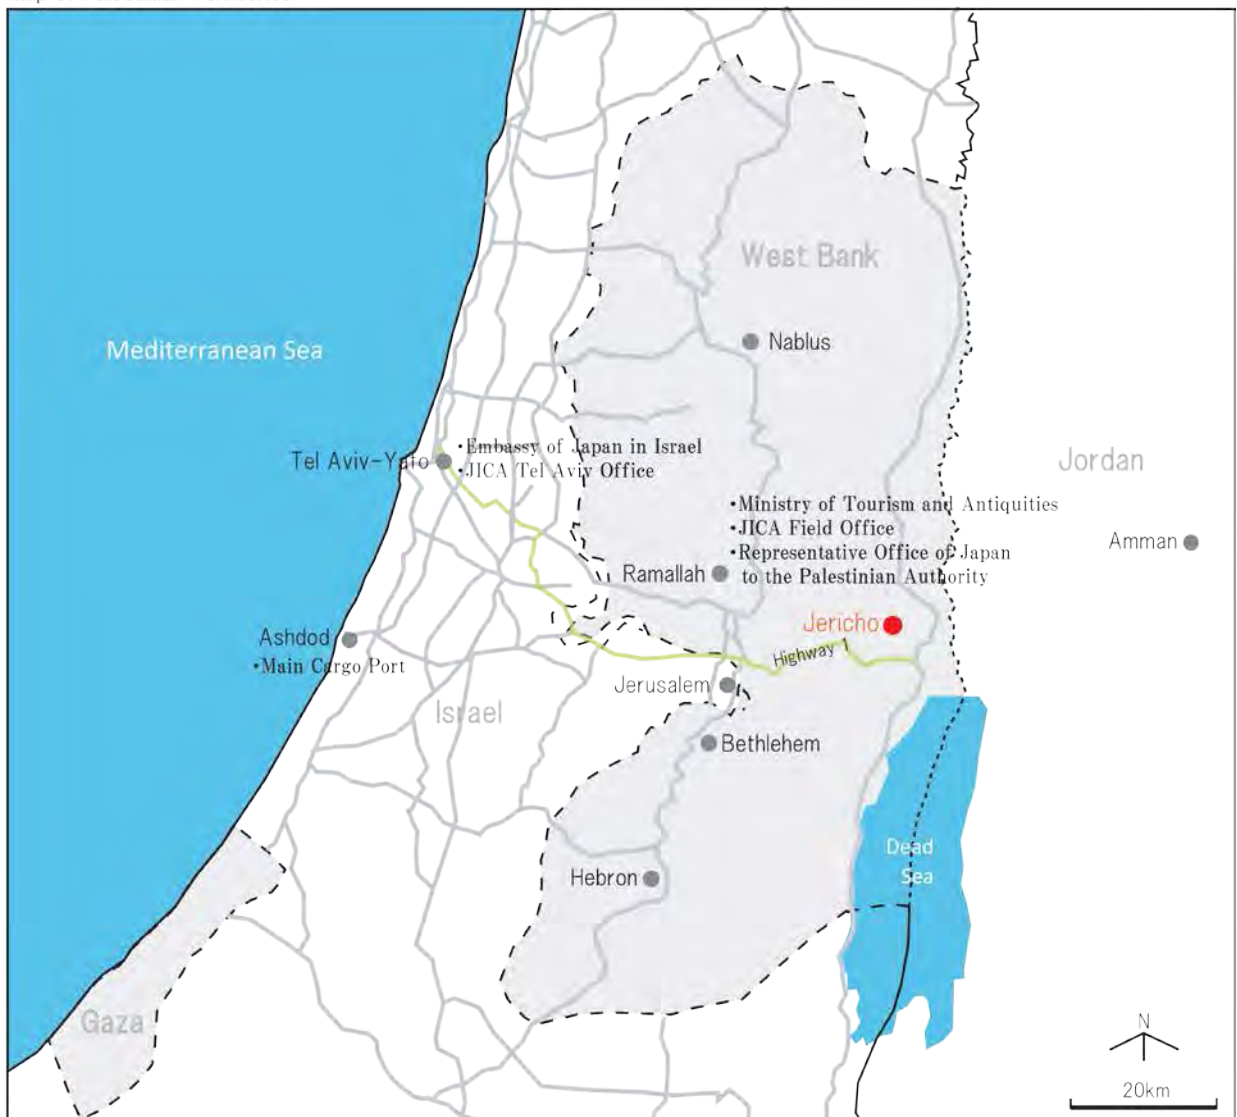 West Bank
Nablus
Mediterranean Sea
Tel Aviv-Yafo
•Embassy of Japan in Israel
•JICA Tel Aviv Office
Jordan
•Ministry of Tourism and Antiquities
•JICA Field Office
•Representative Office of Japan
to the Palestinian Authority
Amman
Ramallah
Jericho
Ashdod
•Main Cargo Port
Highway 1
Jerusalem
Israel
Bethlehem
Dead
Sea
Hebron
Gaza
N
20km